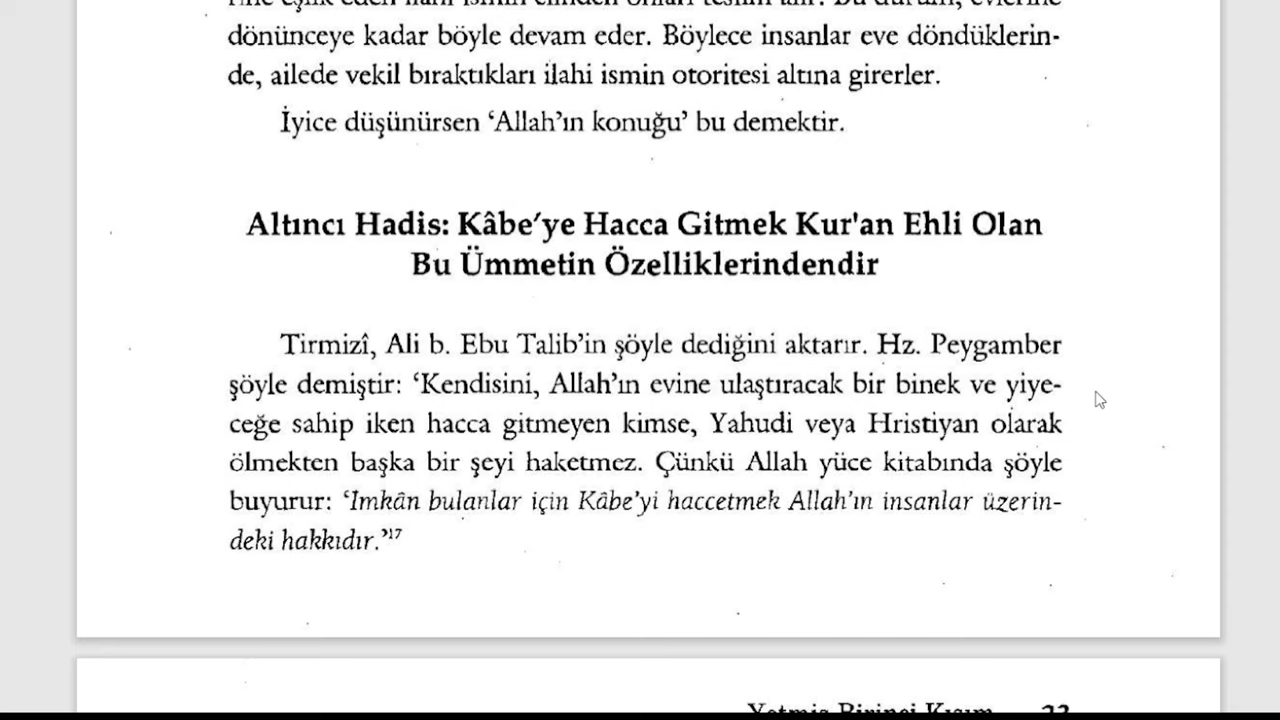 dönünceye kadar böyle devam eder. Böylece insanlar eve döndüklerin-
de, ailede vekil bıraktıkları ilahi ismin otoritesi altına girerler.
İyice düşünürsen ‘Allah’ın konuğu’ bu demektir.
Altıncı Hadis: Kâbe’ye Hacca Gitmek Kur'an Ehli Olan
Bu Ümmetin Özelliklerindendir
Tirmizî, Ali b. Ebu Talib’in şöyle dediğini aktarır. Hz. Peygamber
şöyle demiştir: ‘Kendisini, Allah’ın evine ulaştıracak bir binek ve yiye-
ceğe sahip iken hacca gitmeyen kimse, Yahudi veya Hristiyan olarak
ölmekten başka bir şeyi haketmez. Çünkü Allah yüce kitabında şöyle
buyurur: ‘Imkân bulanlar için Kâbe’yi haccetmek Allah’ın insanlar üzerin-
deki hakkıdır.’¹⁷
Yetmiş Birinci Kısım